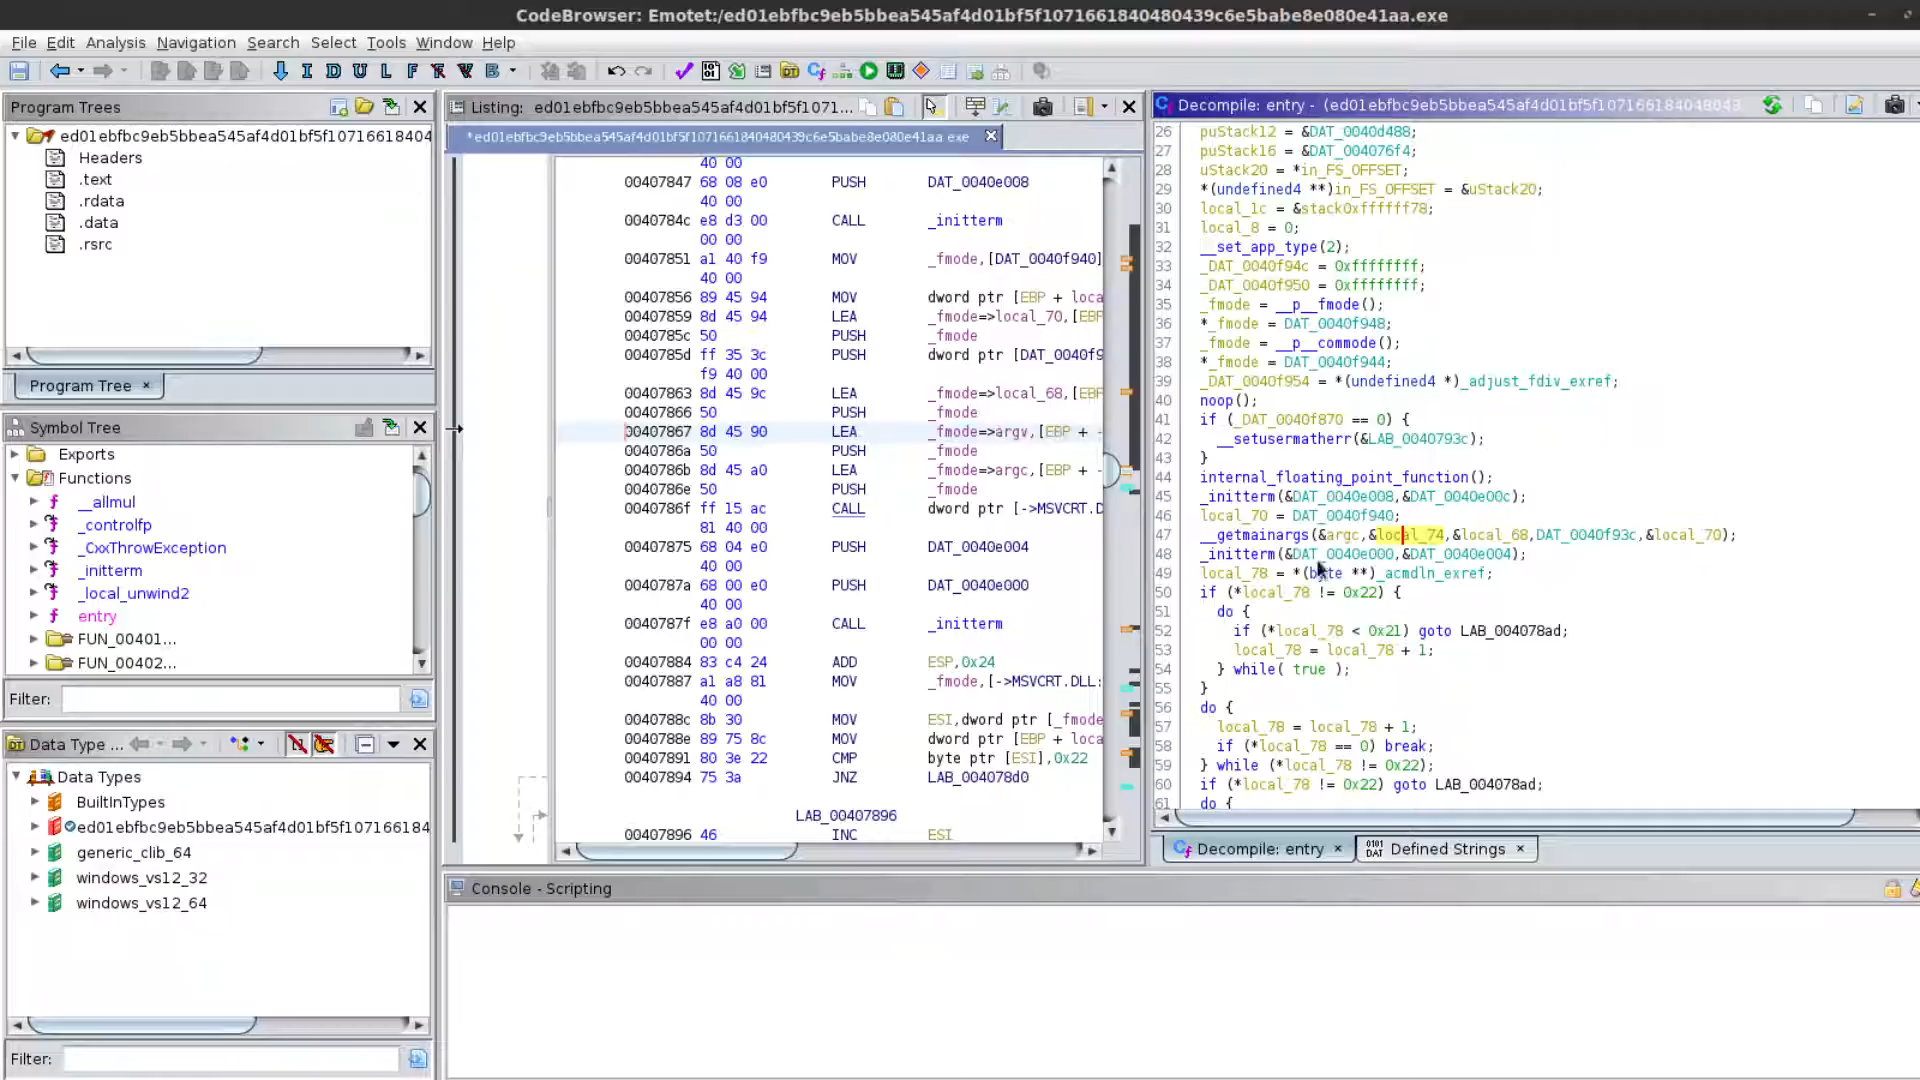 CodeBrowser: Emotet:/ed01ebfbc9eb5bbea545af4d01bf5f1071661840480439c6e5babe8e080e41aa.exe
File Edit Analysis Navigation Search Select Tools Window Help
I D U L F V B
Program Trees
ed01ebfbc9eb5bbea545af4d01bf5f107166184
Headers
.text
.rdata
.data
.rsrc
Program Tree ×
Symbol Tree
Exports
Functions
__allmul
_controlfp
_CxxThrowException
_initterm
_local_unwind2
entry
FUN_00401...
FUN_00402...
Filter:
Data Type ...
Data Types
BuiltInTypes
ed01ebfbc9eb5bbea545af4d01bf5f107166184
generic_clib_64
windows_vs12_32
windows_vs12_64
Filter:
Listing: ed01ebfbc9eb5bbea545af4d01bf5f1071...
*ed01ebfbc9eb5bbea545af4d01bf5f1071661840480439c6e5babe8e080e41aa.exe
40 00
00407847 68 08 e0 PUSH DAT_0040e008
40 00
0040784c e8 d3 00 CALL _initterm
00 00
00407851 a1 40 f9 MOV _fmode,[DAT_0040f940]
40 00
00407856 89 45 94 MOV dword ptr [EBP + loca
00407859 8d 45 94 LEA _fmode=>local_70,[EBP
0040785c 50 PUSH _fmode
0040785d ff 35 3c PUSH dword ptr [DAT_0040f9
f9 40 00
00407863 8d 45 9c LEA _fmode=>local_68,[EBP
00407866 50 PUSH _fmode
00407867 8d 45 90 LEA _fmode=>argv,[EBP + -
0040786a 50 PUSH _fmode
0040786b 8d 45 a0 LEA _fmode=>argc,[EBP + -
0040786e 50 PUSH _fmode
0040786f ff 15 ac CALL dword ptr [->MSVCRT.D
81 40 00
00407875 68 04 e0 PUSH DAT_0040e004
40 00
0040787a 68 00 e0 PUSH DAT_0040e000
40 00
0040787f e8 a0 00 CALL _initterm
00 00
00407884 83 c4 24 ADD ESP,0x24
00407887 a1 a8 81 MOV _fmode,[->MSVCRT.DLL:
40 00
0040788c 8b 30 MOV ESI,dword ptr [_fmode
0040788e 89 75 8c MOV dword ptr [EBP + loca
00407891 80 3e 22 CMP byte ptr [ESI],0x22
00407894 75 3a JNZ LAB_004078d0
LAB_00407896
00407896 46 INC ESI
Decompile: entry - (ed01ebfbc9eb5bbea545af4d01bf5f107166184048043
26 puStack12 = &DAT_0040d488;
27 puStack16 = &DAT_004076f4;
28 uStack20 = *in_FS_OFFSET;
29 *(undefined4 **)in_FS_OFFSET = &uStack20;
30 local_1c = &stack0xffffff78;
31 local_8 = 0;
32 __set_app_type(2);
33 _DAT_0040f94c = 0xffffffff;
34 _DAT_0040f950 = 0xffffffff;
35 _fmode = __p__fmode();
36 *_fmode = DAT_0040f948;
37 _fmode = __p__commode();
38 *_fmode = DAT_0040f944;
39 _DAT_0040f954 = *(undefined4 *)_adjust_fdiv_exref;
40 noop();
41 if (_DAT_0040f870 == 0) {
42 __setusermatherr(&LAB_0040793c);
43 }
44 internal_floating_point_function();
45 _initterm(&DAT_0040e008,&DAT_0040e00c);
46 local_70 = DAT_0040f940;
47 __getmainargs(&argc,&local_74,&local_68,DAT_0040f93c,&local_70);
48 _initterm(&DAT_0040e000,&DAT_0040e004);
49 local_78 = *(byte **)_acmdln_exref;
50 if (*local_78 != 0x22) {
51 do {
52 if (*local_78 < 0x21) goto LAB_004078ad;
53 local_78 = local_78 + 1;
54 } while( true );
55 }
56 do {
57 local_78 = local_78 + 1;
58 if (*local_78 == 0) break;
59 } while (*local_78 != 0x22);
60 if (*local_78 != 0x22) goto LAB_004078ad;
61 do {
Decompile: entry × Defined Strings ×
Console - Scripting